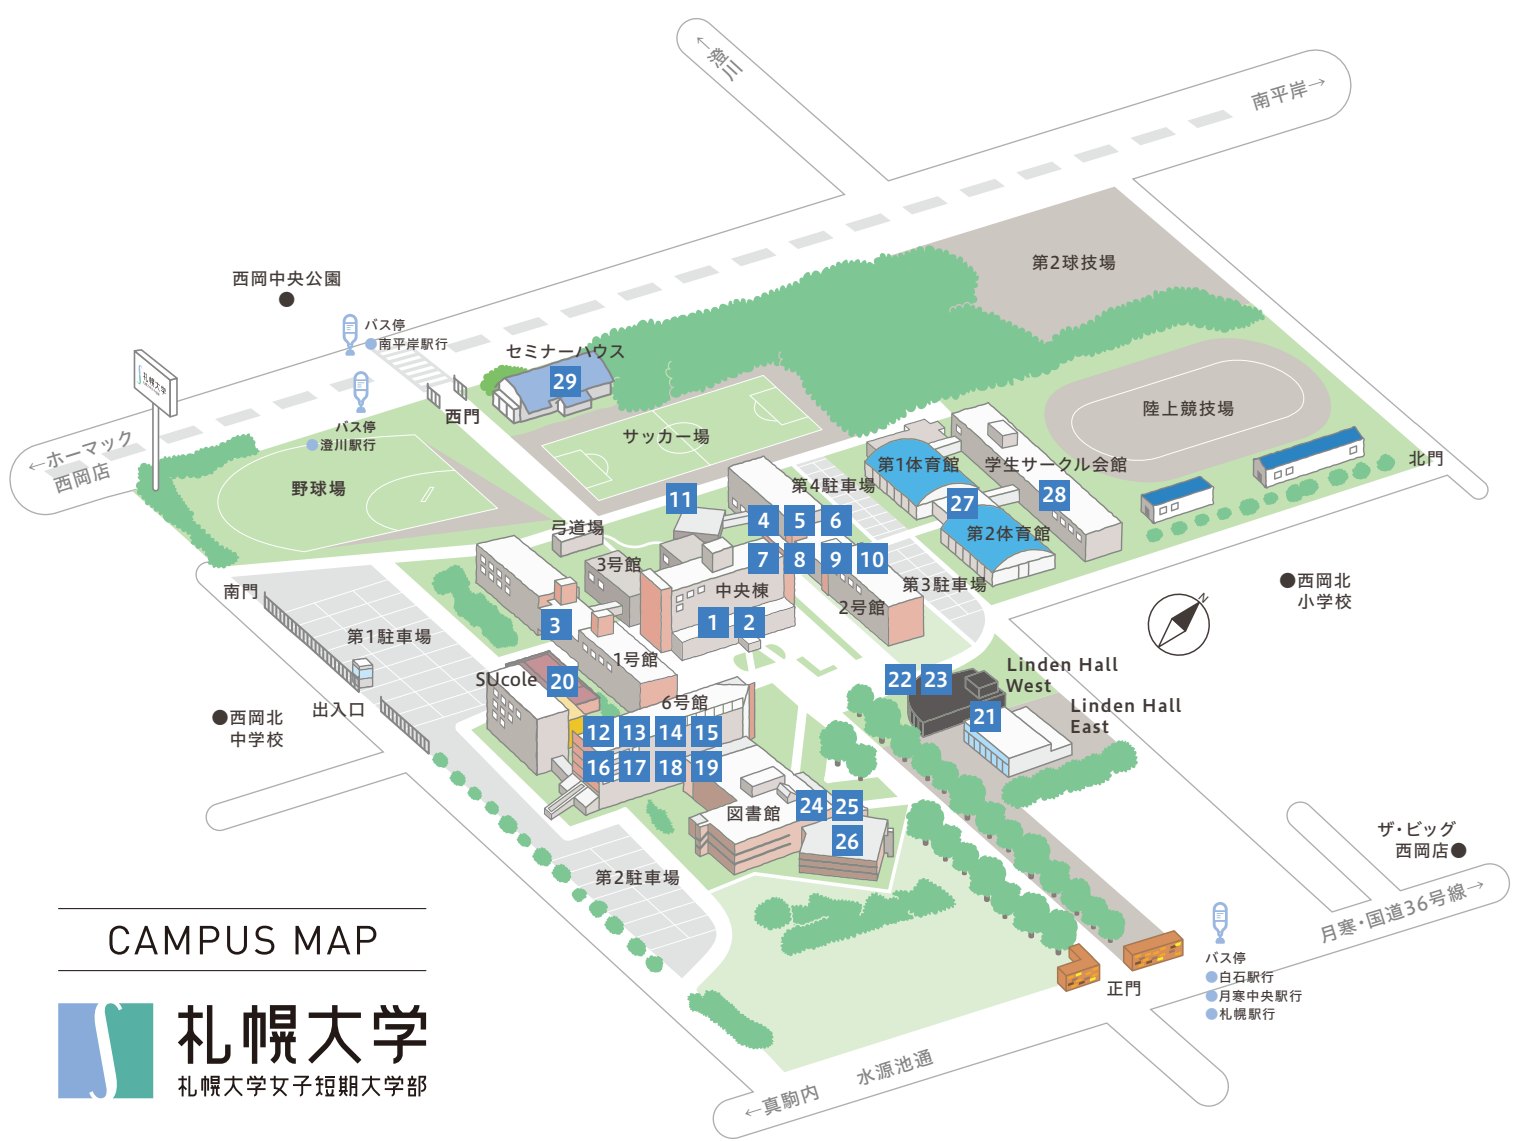 ←澄川
南平岸→
第2球技場
西岡中央公園
バス停
南平岸駅行
セミナーハウス
29
札幌大学
バス停
澄川駅行
西門
サッカー場
陸上競技場
←ホーマック
西岡店
野球場
第1体育館
学生サークル会館
北門
第4駐車場
11
27
28
4
5
6
弓道場
第2体育館
7
8
9
10
3号館
中央棟
第3駐車場
西岡北
小学校
南門
2号館
N
第1駐車場
3
1
2
1号館
Linden Hall
West
SUcole
20
22
23
6号館
21
Linden Hall
East
出入口
西岡北
中学校
12
13
14
15
16
17
18
19
図書館
24
25
26
ザ・ビッグ
西岡店
第2駐車場
月寒・国道36号線→
CAMPUS MAP
バス停
白石駅行
月寒中央駅行
札幌駅行
正門
札幌大学
札幌大学女子短期大学部
水源池通
←真駒内